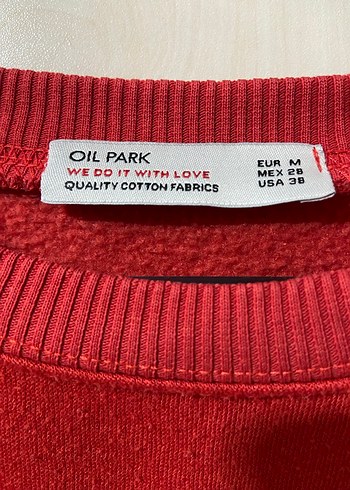 OIL PARK
WE DO IT WITH LOVE
QUALITY COTTON FABRICS
EUR M
MEX 28
USA 38